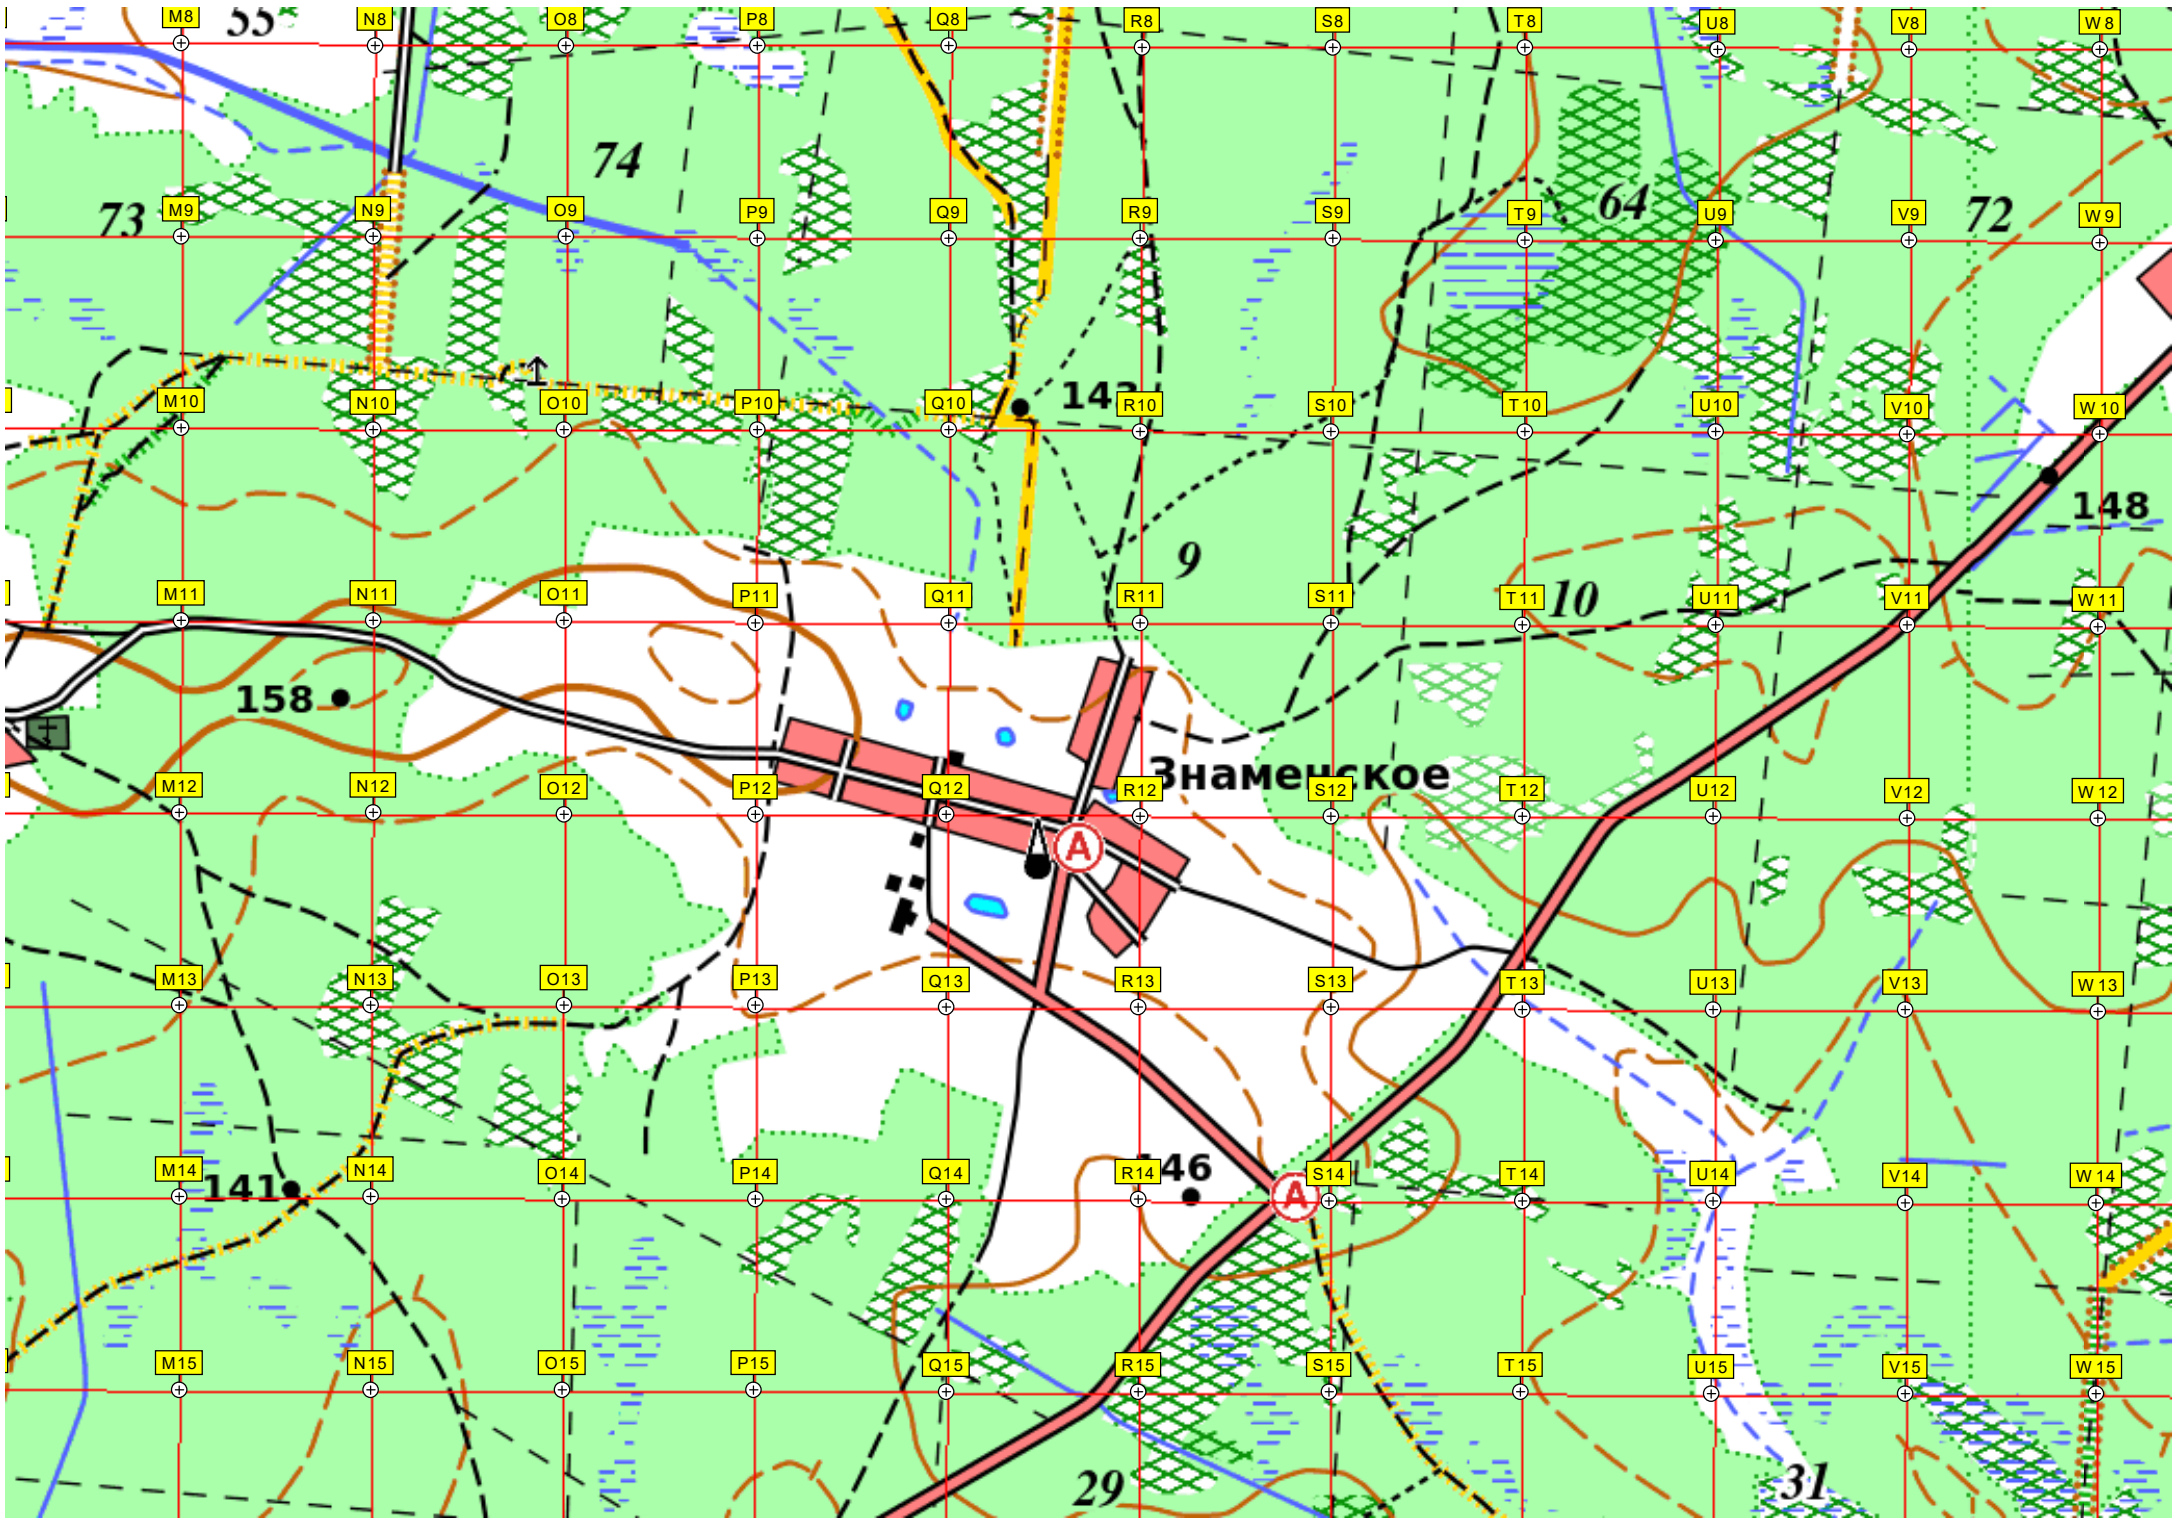 55
M8 N8 O8 P8 Q8 R8 S8 T8 U8 V8 W8
74
73
64
72
M9 N9 O9 P9 Q9 R9 S9 T9 U9 V9 W9
143
M10 N10 O10 P10 Q10 R10 S10 T10 U10 V10 W10
148
9
10
M11 N11 O11 P11 Q11 R11 S11 T11 U11 V11 W11
158
Знаменское
M12 N12 O12 P12 Q12 R12 S12 T12 U12 V12 W12
A
M13 N13 O13 P13 Q13 R13 S13 T13 U13 V13 W13
146
M14 N14 O14 P14 Q14 R14 S14 T14 U14 V14 W14
141
A
M15 N15 O15 P15 Q15 R15 S15 T15 U15 V15 W15
29
31